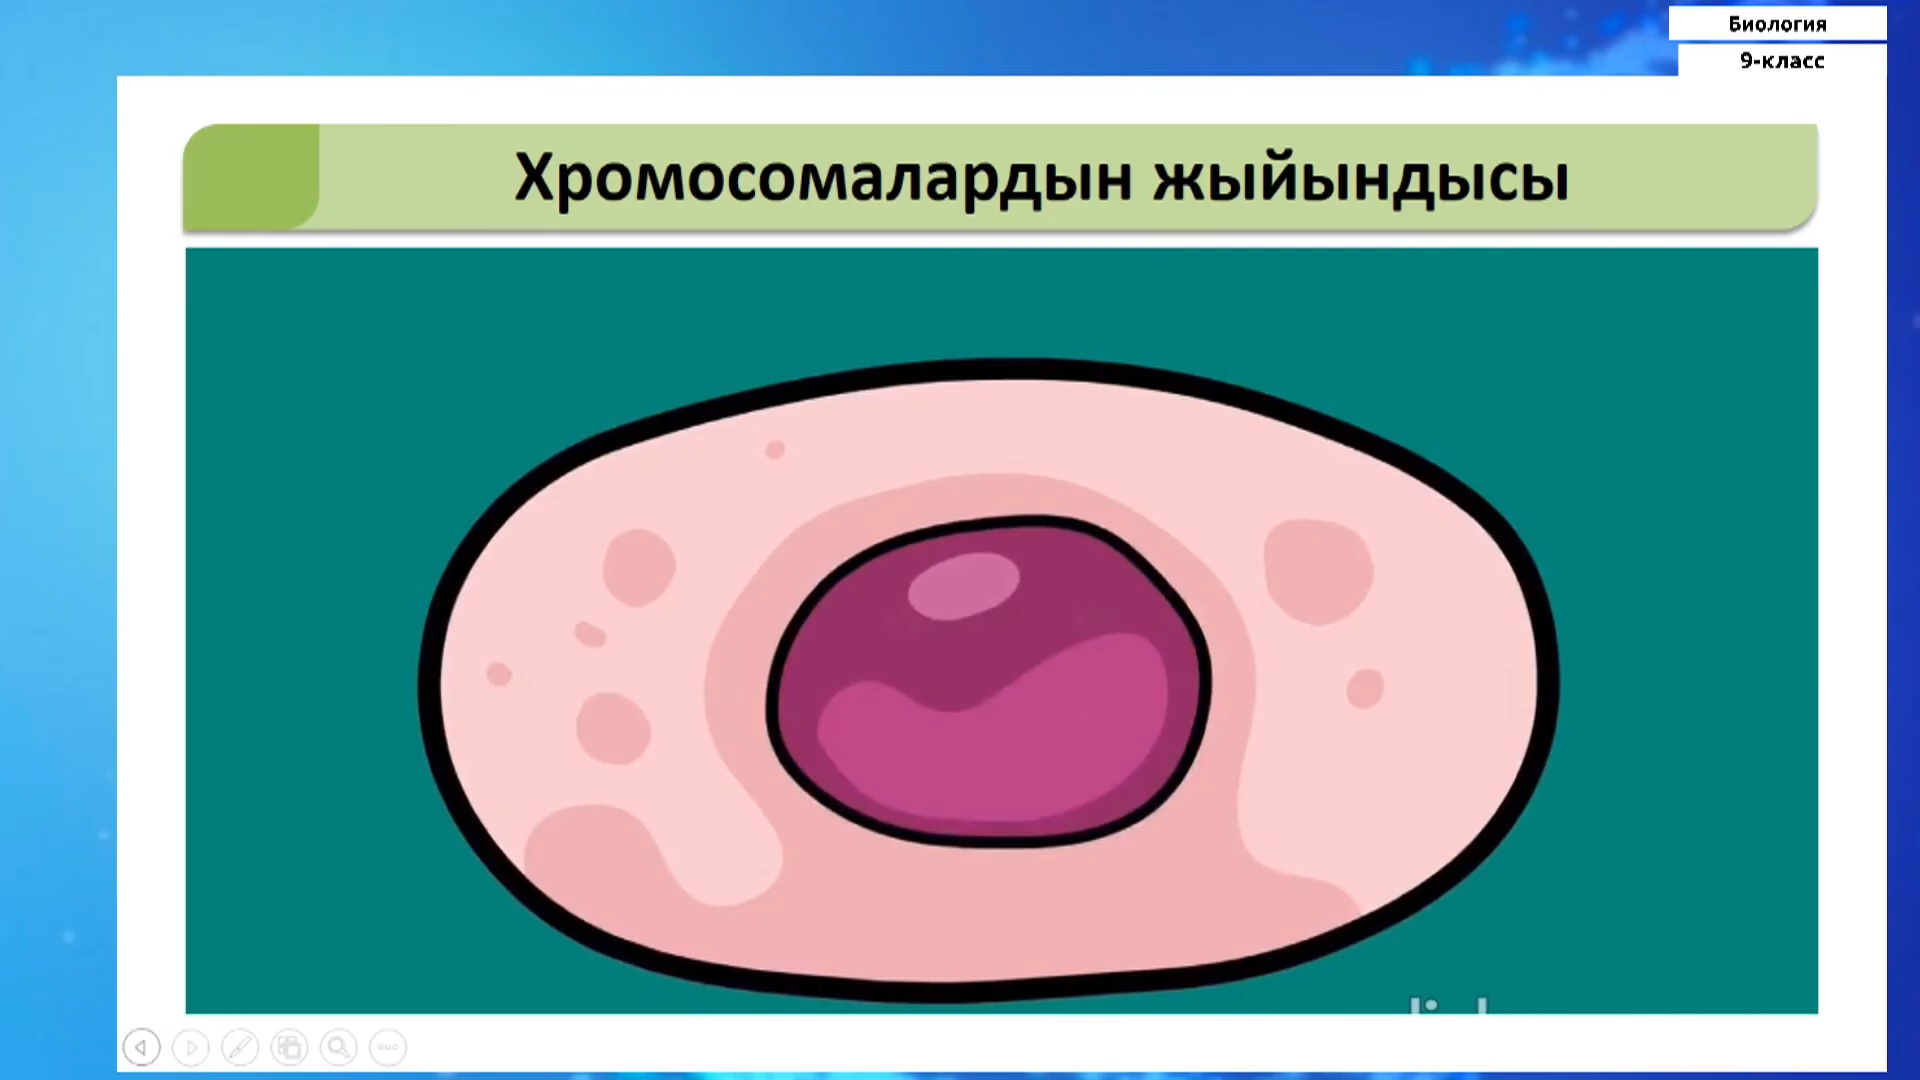 Биология
9-класс
Хромосомалардын жыйындысы